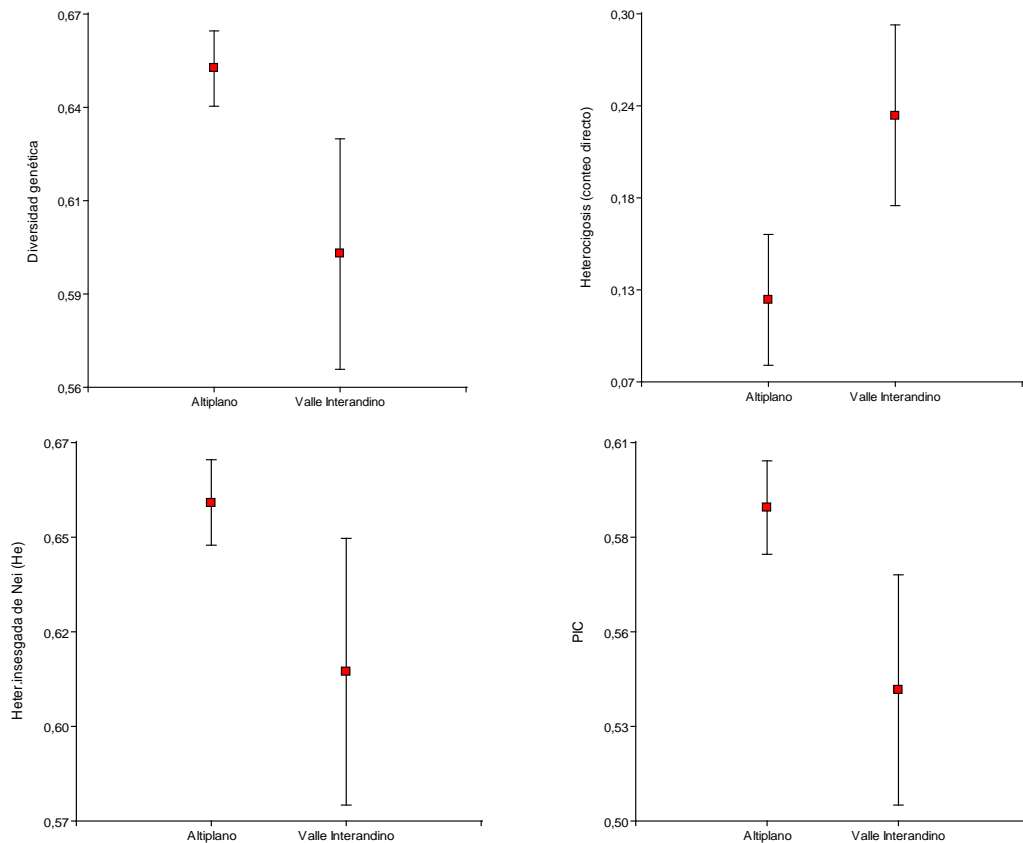 0,67
0,64
0,61
0,59
0,56
Diversidad genética
Altiplano
Valle Interandino
0,30
0,24
0,18
0,13
0,07
Heterocigosis (conteo directo)
Altiplano
Valle Interandino
0,67
0,65
0,62
0,60
0,57
Heter.insesgada de Nei (He)
Altiplano
Valle Interandino
0,61
0,58
0,56
0,53
0,50
PIC
Altiplano
Valle Interandino